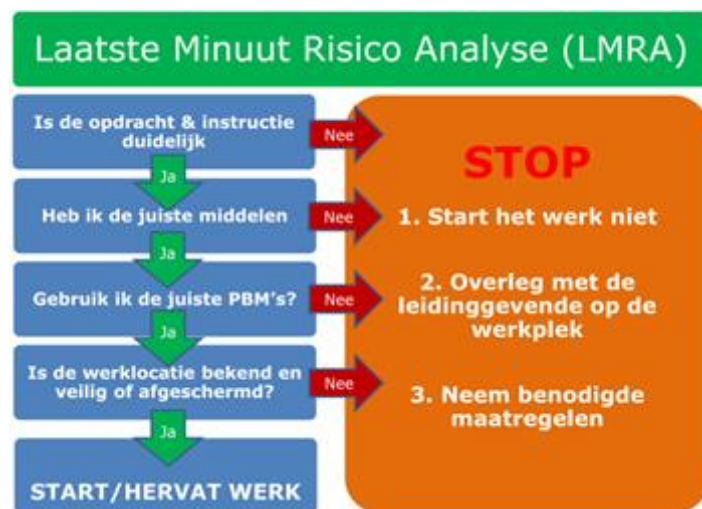 Laatste Minuut Risico Analyse (LMRA)
Is de opdracht & instructie
duidelijk
Nee
Ja
STOP
Heb ik de juiste middelen
Nee
1. Start het werk niet
Ja
Gebruik ik de juiste PBM's?
Nee
2. Overleg met de
leidinggevende op de
werkplek
Ja
Is de werklocatie bekend en
veilig of afgeschermd?
Nee
3. Neem benodigde
maatregelen
Ja
START/HERVAT WERK